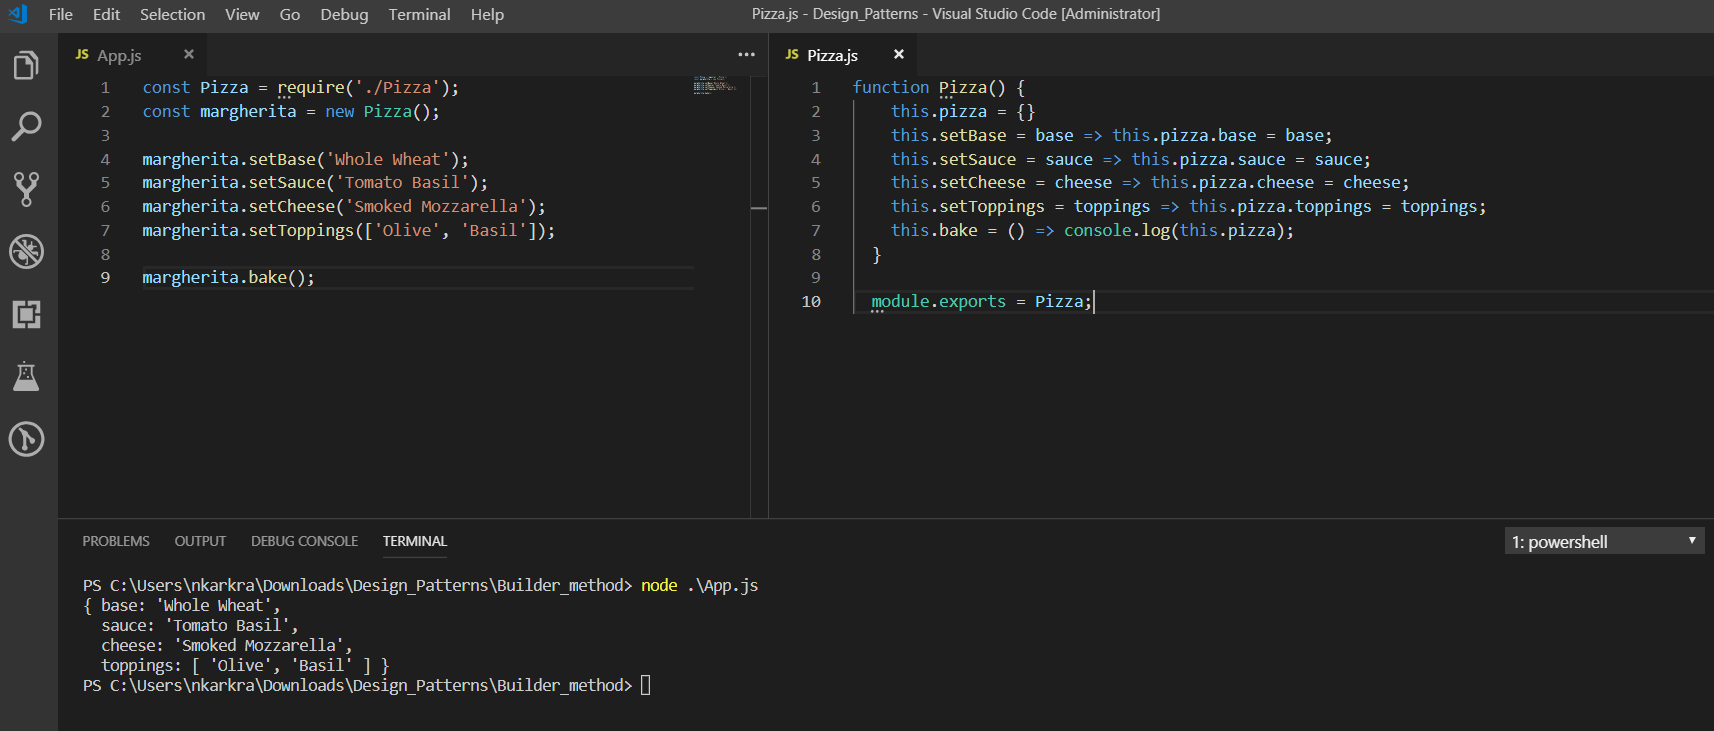 File Edit Selection View Go Debug Terminal Help
Pizza.js - Design_Patterns - Visual Studio Code [Administrator]
JS App.js
1 const Pizza = require('./Pizza');
2 const margherita = new Pizza();
3
4 margherita.setBase('Whole Wheat');
5 margherita.setSauce('Tomato Basil');
6 margherita.setCheese('Smoked Mozzarella');
7 margherita.setToppings(['Olive', 'Basil']);
8
9 margherita.bake();
JS Pizza.js
1 function Pizza() {
2 this.pizza = {}
3 this.setBase = base => this.pizza.base = base;
4 this.setSauce = sauce => this.pizza.sauce = sauce;
5 this.setCheese = cheese => this.pizza.cheese = cheese;
6 this.setToppings = toppings => this.pizza.toppings = toppings;
7 this.bake = () => console.log(this.pizza);
8 }
9
10 module.exports = Pizza;
PROBLEMS OUTPUT DEBUG CONSOLE TERMINAL
1: powershell
PS C:\Users\nkarkra\Downloads\Design_Patterns\Builder_method> node .\App.js
{ base: 'Whole Wheat',
sauce: 'Tomato Basil',
cheese: 'Smoked Mozzarella',
toppings: [ 'Olive', 'Basil' ] }
PS C:\Users\nkarkra\Downloads\Design_Patterns\Builder_method>